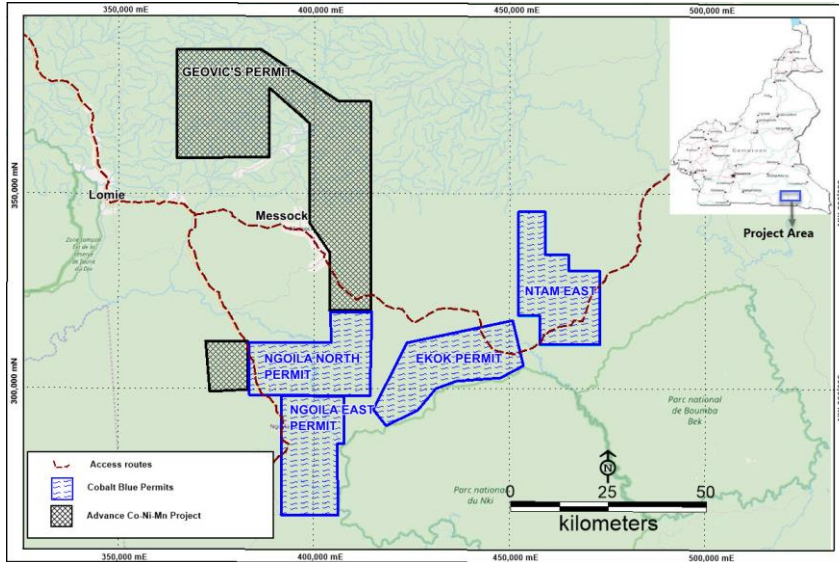 350,000 mE
400,000 mE
450,000 mE
500,000 mE
350,000 mN
300,000 mN
GEOVIC'S PERMIT
Lomie
Messock
NTAM EAST
NGOILA NORTH
PERMIT
EKOK PERMIT
NGOILA EAST
PERMIT
Cameroon
Project Area
Parc national
de Boumba
Bek
Parc national
du Nki
N
0
25
50
kilometers
Access routes
Cobalt Blue Permits
Advance Co-Ni-Mn Project
350,000 mE
400,000 mE
450,000 mE
500,000 mE